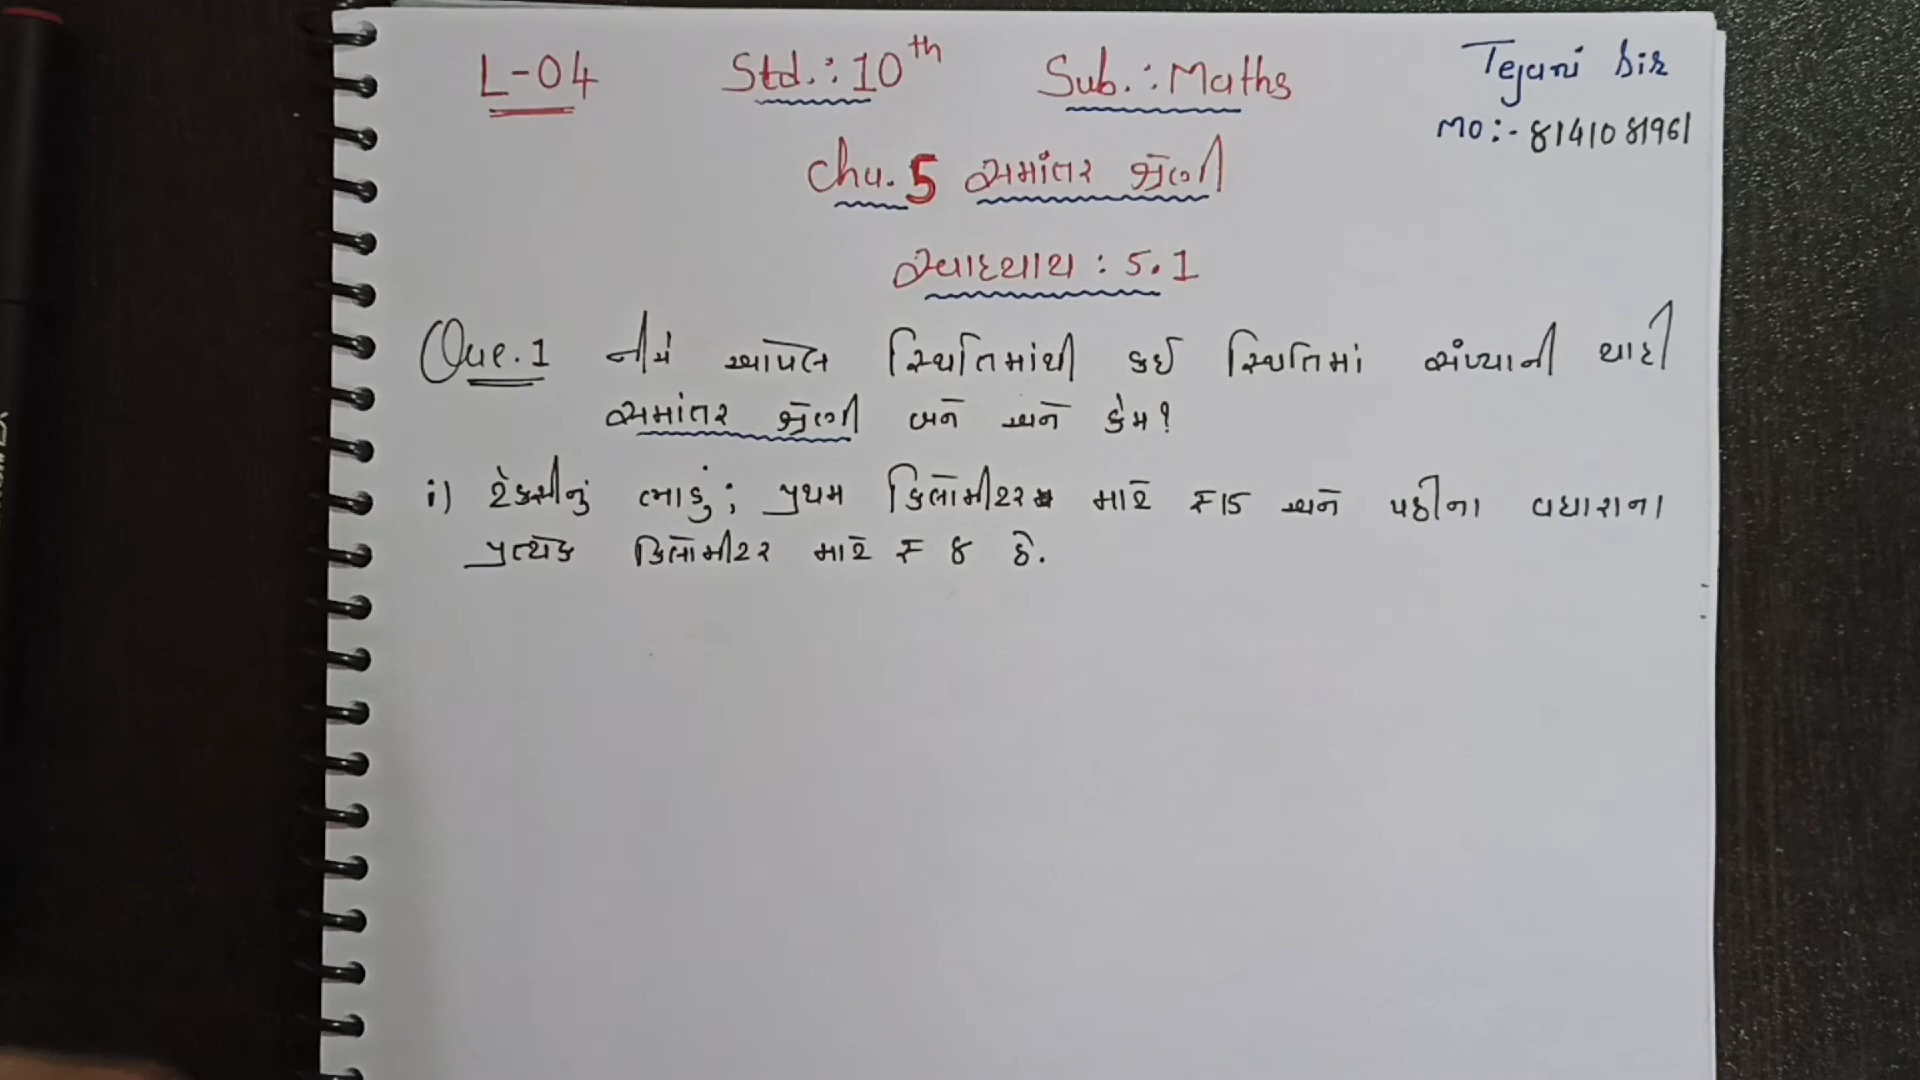 L-04 Std.: 10th Sub.: Maths Tejani Sir
Mo:- 8141081961
Ch. 5 સમાંતર શ્રેણી
સ્વાધ્યાય : 5.1
Que. 1 નીચે આપેલ સ્થિતિમાંથી કઈ સ્થિતિમાં સંખ્યાની યાદી
સમાંતર શ્રેણી બને અને કેમ?
i) ટેક્સીનું ભાડું; પ્રથમ કિલોમીટર માટે ₹15 અને પછીના વધારાના
પ્રત્યેક કિલોમીટર માટે ₹ 8 છે.